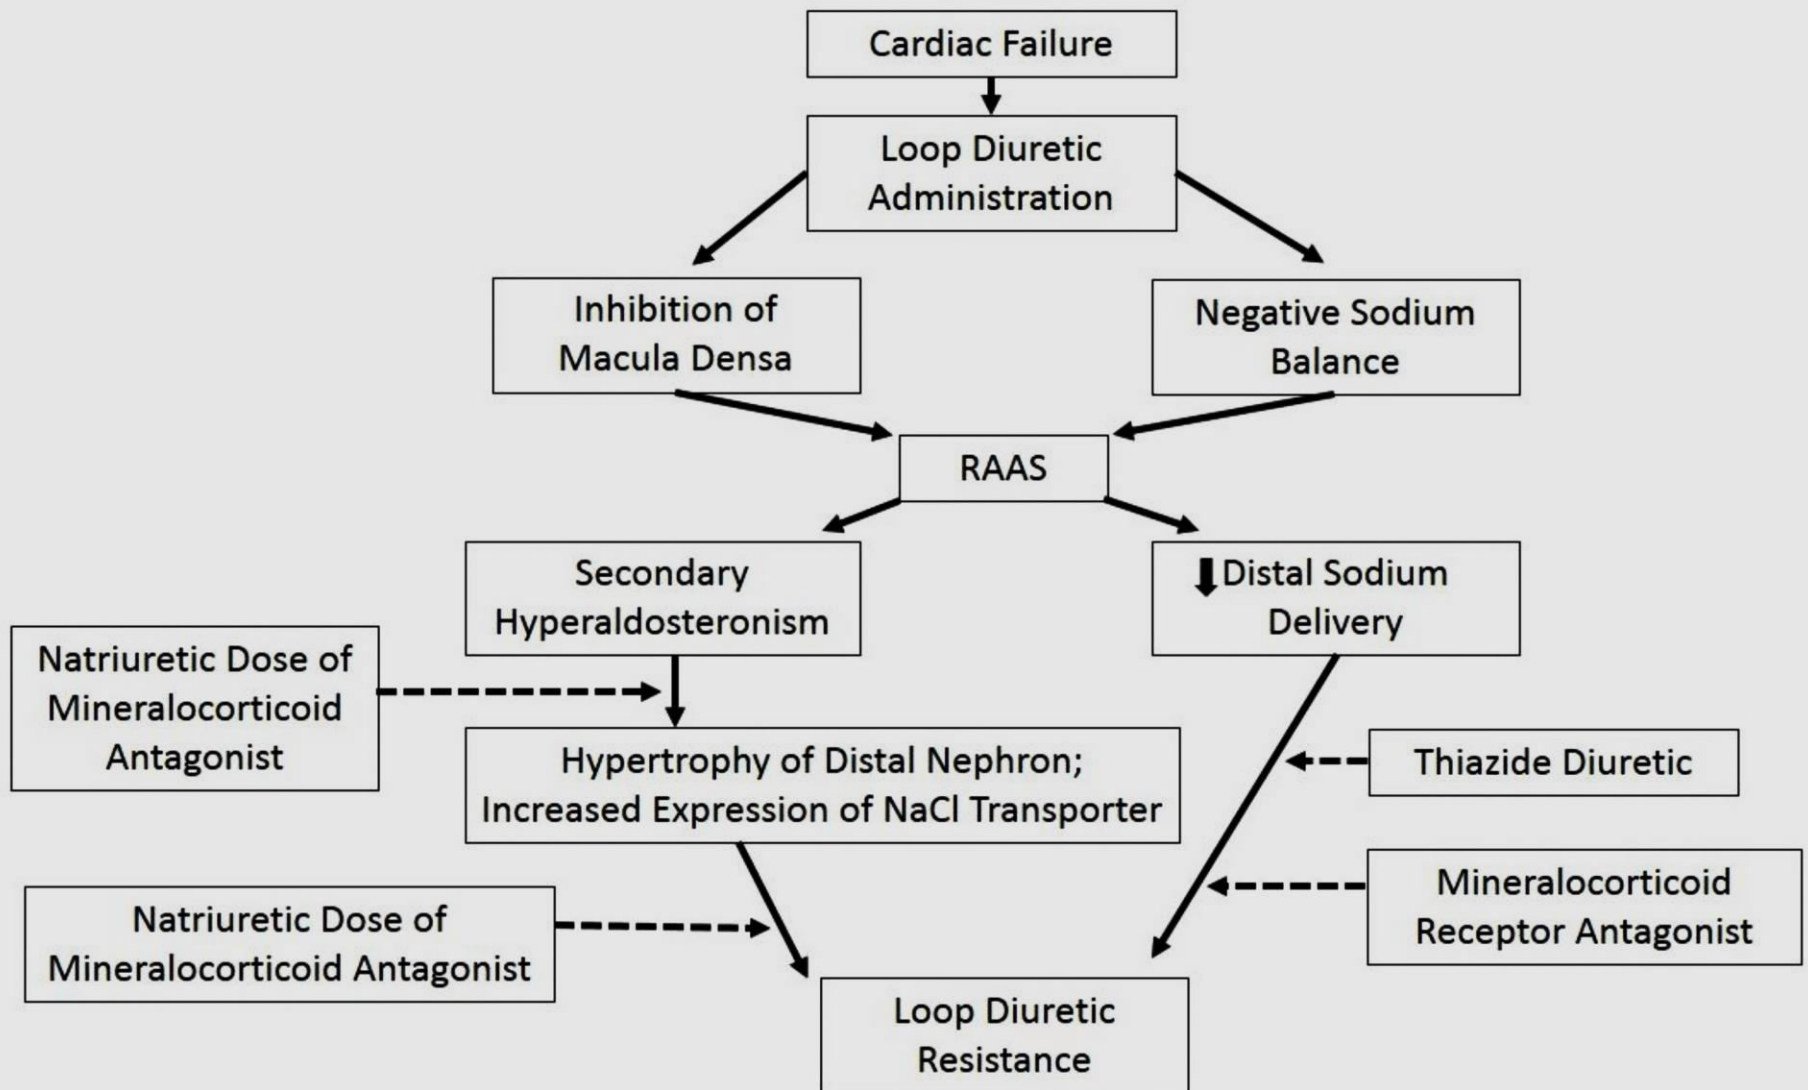 Cardiac Failure
Loop Diuretic
Administration
Inhibition of
Macula Densa
Negative Sodium
Balance
RAAS
Secondary
Hyperaldosteronism
Distal Sodium
Delivery
Natriuretic Dose of
Mineralocorticoid
Antagonist
Hypertrophy of Distal Nephron;
Increased Expression of NaCl Transporter
Thiazide Diuretic
Natriuretic Dose of
Mineralocorticoid Antagonist
Mineralocorticoid
Receptor Antagonist
Loop Diuretic
Resistance